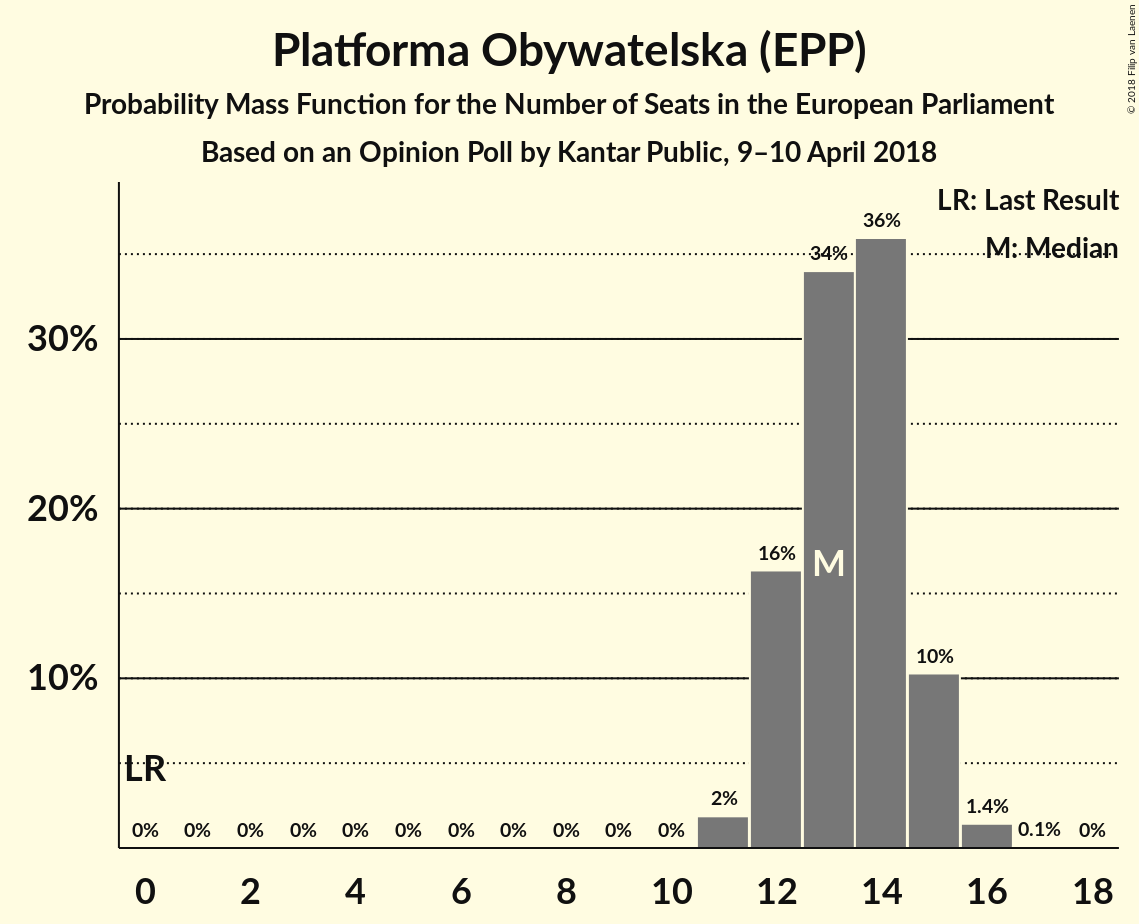 Platforma Obywatelska (EPP)
Probability Mass Function for the Number of Seats in the European Parliament
Based on an Opinion Poll by Kantar Public, 9–10 April 2018
© 2018 Filip van Laenen
LR: Last Result
M: Median
30%
20%
10%
LR
0% 0% 0% 0% 0% 0% 0% 0% 0% 0% 0% 2% 16% 34% 36% 10% 1.4% 0.1% 0%
M
0 2 4 6 8 10 12 14 16 18